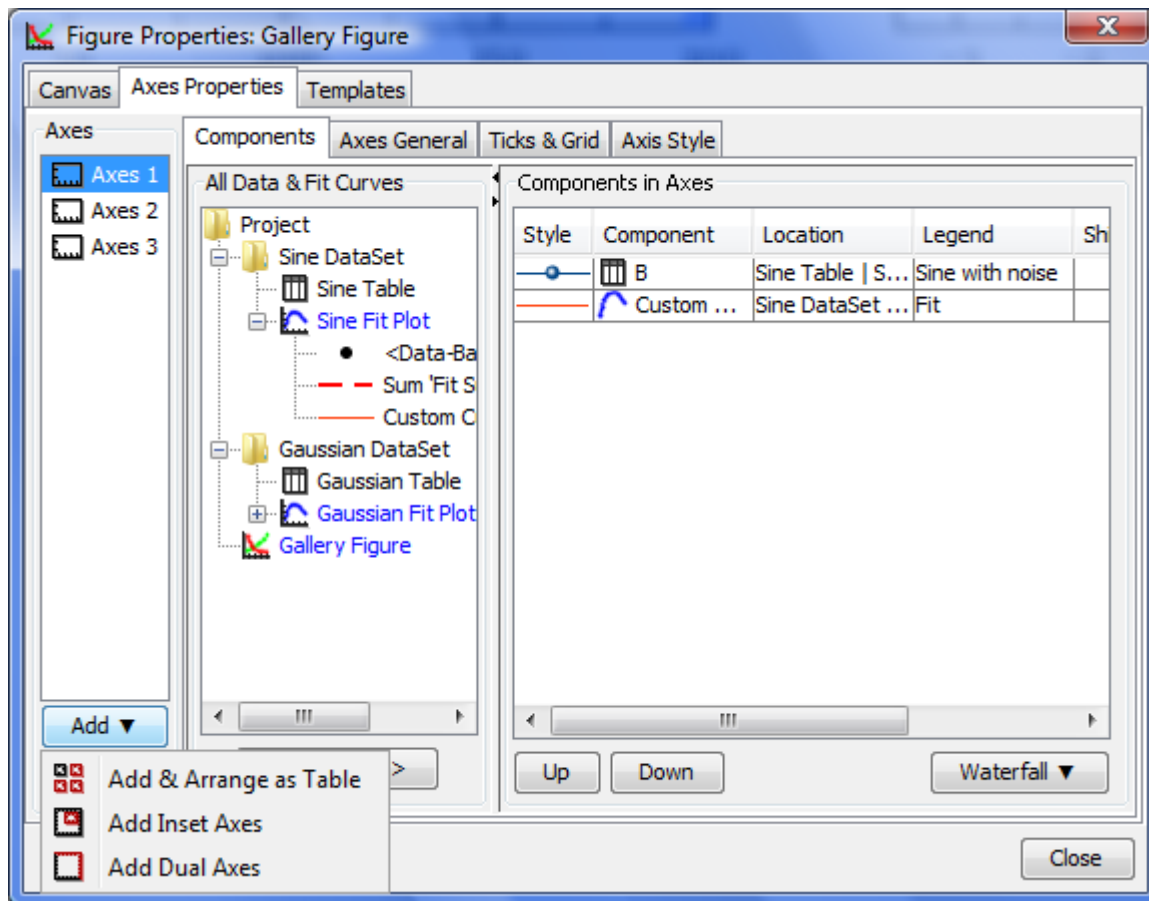 Figure Properties: Gallery Figure
Canvas Axes Properties Templates
Axes
Axes 1
Axes 2
Axes 3
Add ▼
Add & Arrange as Table
Add Inset Axes
Add Dual Axes
Components Axes General Ticks & Grid Axis Style
All Data & Fit Curves
Project
Sine DataSet
Sine Table
Sine Fit Plot
<Data-Ba
Sum 'Fit S
Custom C
Gaussian DataSet
Gaussian Table
Gaussian Fit Plot
Gallery Figure
>
Components in Axes
Style Component Location Legend Shi
B Sine Table | S... Sine with noise
Custom ... Sine DataSet ... Fit
Up Down Waterfall ▼
Close